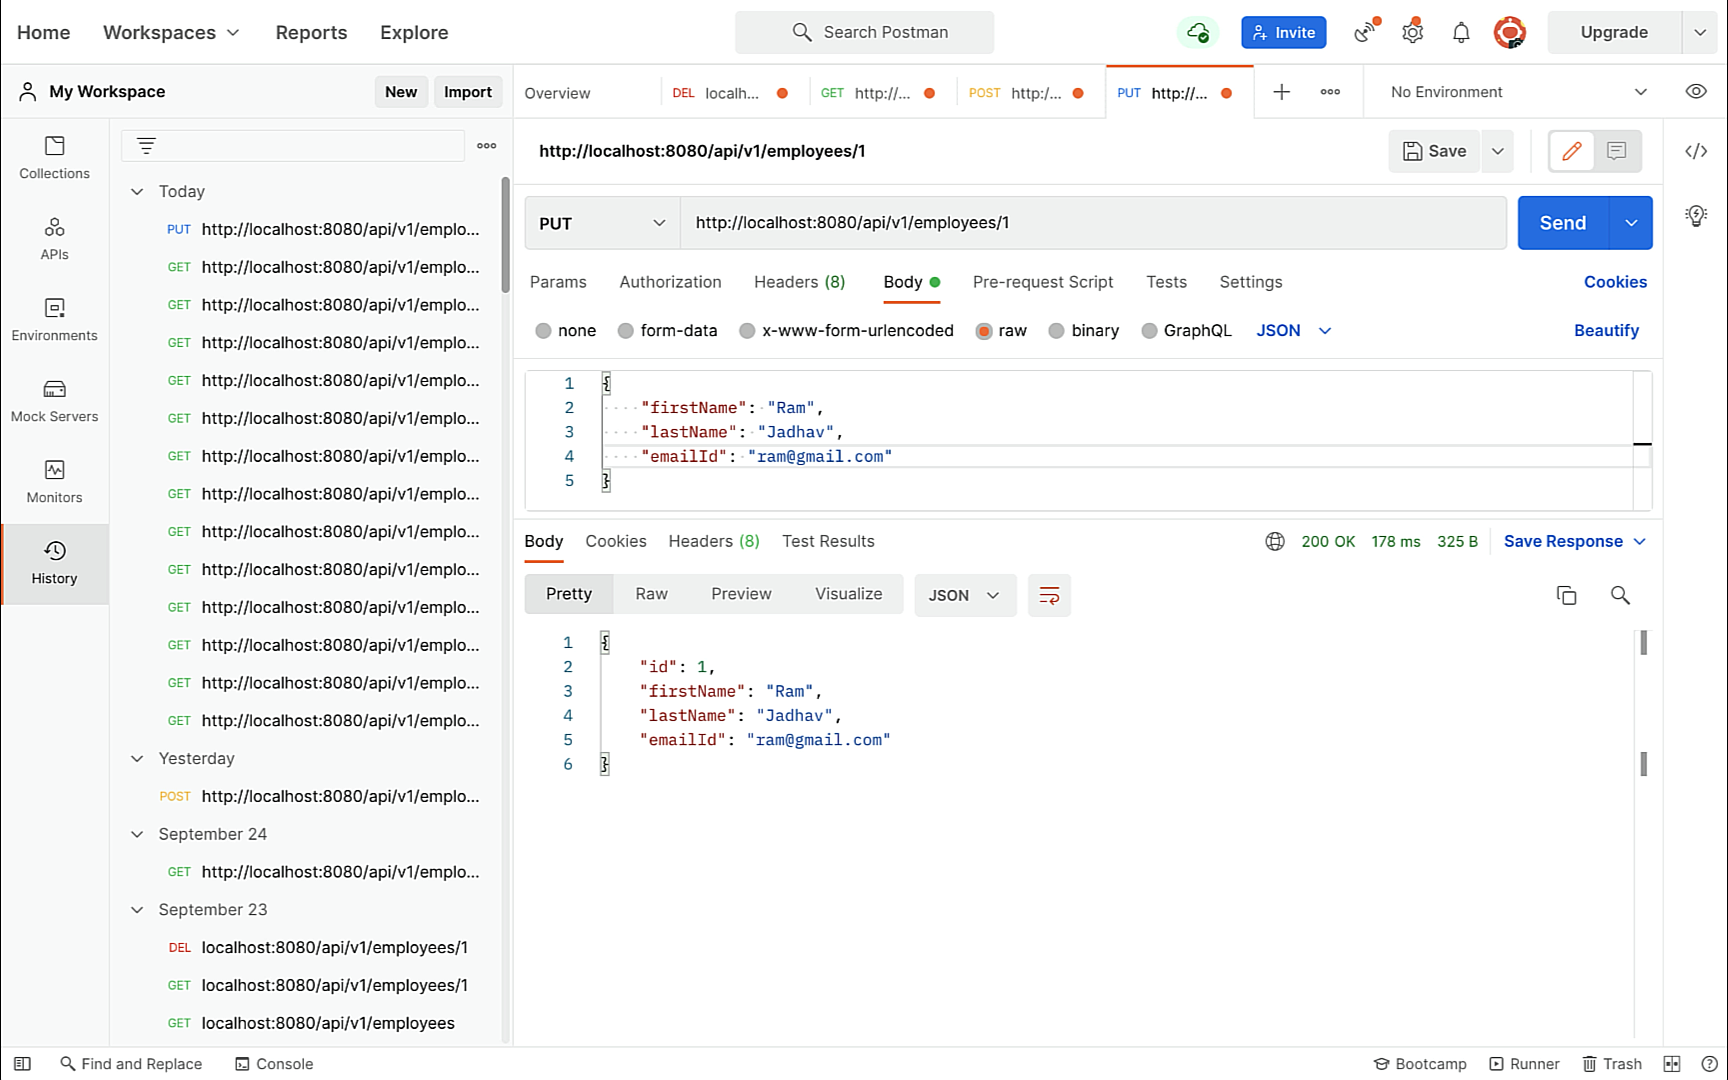 Home Workspaces Reports Explore Search Postman Invite Upgrade
My Workspace New Import Overview DEL localh... GET http://... POST http:/... PUT http://... No Environment
Collections
APIs
Environments
Mock Servers
Monitors
History
Today
PUT http://localhost:8080/api/v1/emplo...
GET http://localhost:8080/api/v1/emplo...
GET http://localhost:8080/api/v1/emplo...
GET http://localhost:8080/api/v1/emplo...
GET http://localhost:8080/api/v1/emplo...
GET http://localhost:8080/api/v1/emplo...
GET http://localhost:8080/api/v1/emplo...
GET http://localhost:8080/api/v1/emplo...
GET http://localhost:8080/api/v1/emplo...
GET http://localhost:8080/api/v1/emplo...
GET http://localhost:8080/api/v1/emplo...
GET http://localhost:8080/api/v1/emplo...
GET http://localhost:8080/api/v1/emplo...
GET http://localhost:8080/api/v1/emplo...
Yesterday
POST http://localhost:8080/api/v1/emplo...
September 24
GET http://localhost:8080/api/v1/emplo...
September 23
DEL localhost:8080/api/v1/employees/1
GET localhost:8080/api/v1/employees/1
GET localhost:8080/api/v1/employees
http://localhost:8080/api/v1/employees/1 Save
PUT http://localhost:8080/api/v1/employees/1 Send
Params Authorization Headers (8) Body Pre-request Script Tests Settings Cookies
none form-data x-www-form-urlencoded raw binary GraphQL JSON Beautify
1 {
2 "firstName": "Ram",
3 "lastName": "Jadhav",
4 "emailId": "ram@gmail.com"
5 }
Body Cookies Headers (8) Test Results 200 OK 178 ms 325 B Save Response
Pretty Raw Preview Visualize JSON
1 {
2 "id": 1,
3 "firstName": "Ram",
4 "lastName": "Jadhav",
5 "emailId": "ram@gmail.com"
6 }
Find and Replace Console Bootcamp Runner Trash